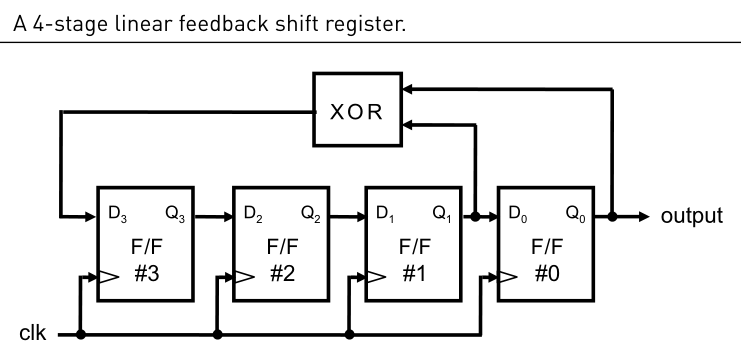 A 4-stage linear feedback shift register.
XOR
D3 Q3 D2 Q2 D1 Q1 D0 Q0 output
F/F F/F F/F F/F
#3 #2 #1 #0
clk